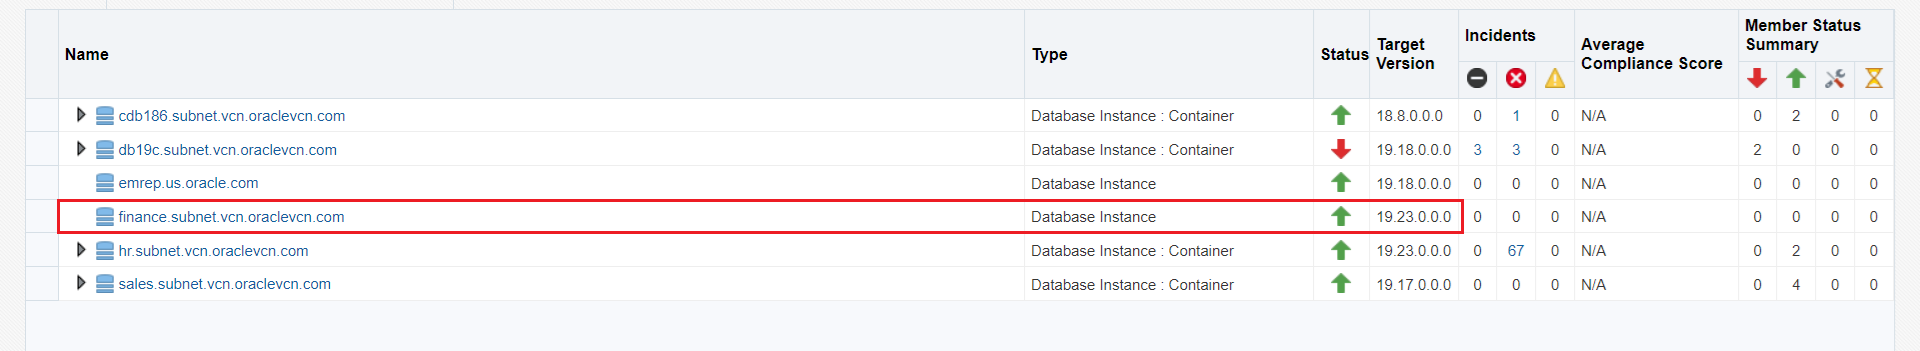 Name Type Status Target Version Incidents Average Compliance Score Member Status Summary
cdb186.subnet.vcn.oraclevcn.com Database Instance : Container 18.8.0.0.0 0 1 0 N/A 0 2 0 0
db19c.subnet.vcn.oraclevcn.com Database Instance : Container 19.18.0.0.0 3 3 0 N/A 2 0 0 0
emrep.us.oracle.com Database Instance 19.18.0.0.0 0 0 0 N/A 0 0 0 0
finance.subnet.vcn.oraclevcn.com Database Instance 19.23.0.0.0 0 0 0 N/A 0 0 0 0
hr.subnet.vcn.oraclevcn.com Database Instance : Container 19.23.0.0.0 0 67 0 N/A 0 2 0 0
sales.subnet.vcn.oraclevcn.com Database Instance : Container 19.17.0.0.0 0 0 0 N/A 0 4 0 0